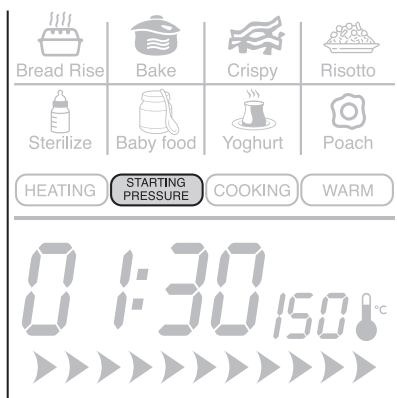 Bread Rise Bake Crispy Risotto
Sterilize Baby food Yoghurt Poach
HEATING STARTING PRESSURE COOKING WARM
01:30 150 °C